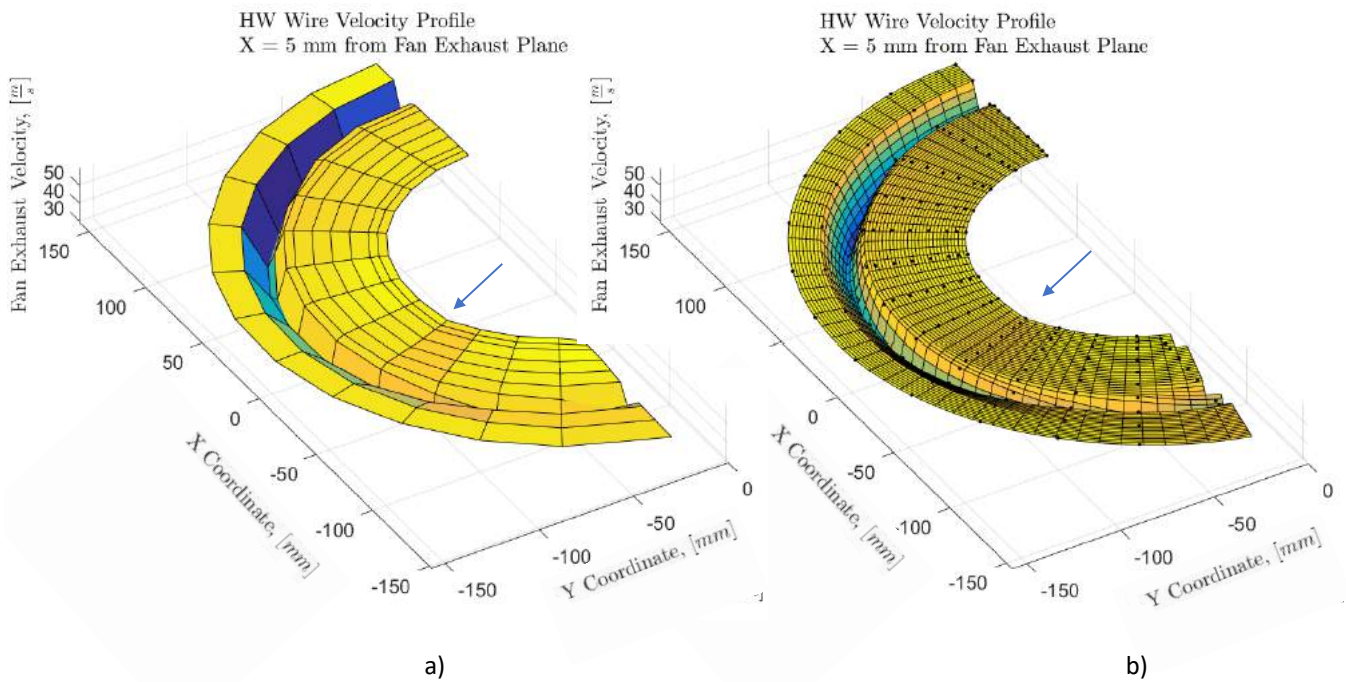 HW Wire Velocity Profile
X = 5 mm from Fan Exhaust Plane
Fan Exhaust Velocity, [m/s]
50
40
30
150
100
50
0
-50
-100
-150
X Coordinate, [mm]
-150
-100
-50
0
Y Coordinate, [mm]
a)
HW Wire Velocity Profile
X = 5 mm from Fan Exhaust Plane
Fan Exhaust Velocity, [m/s]
50
40
30
150
100
50
0
-50
-100
-150
X Coordinate, [mm]
-150
-100
-50
0
Y Coordinate, [mm]
b)